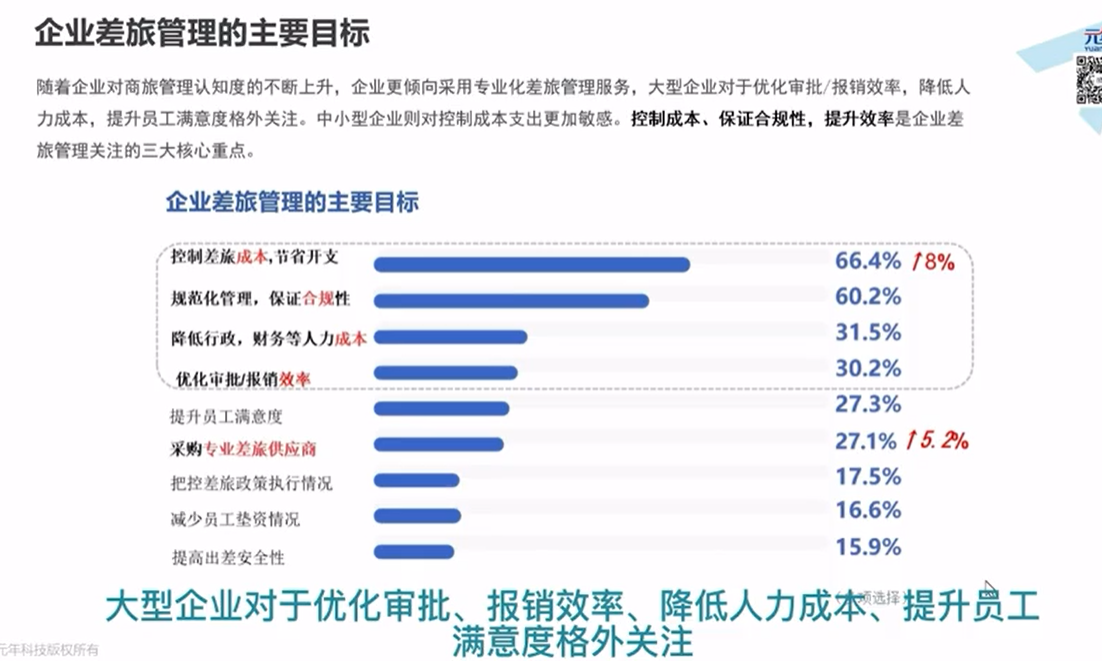 企业差旅管理的主要目标
随着企业对商旅管理认知度的不断上升，企业更倾向采用专业化差旅管理服务，大型企业对于优化审批/报销效率，降低人
力成本，提升员工满意度格外关注。中小型企业则对控制成本支出更加敏感。控制成本、保证合规性，提升效率是企业差
旅管理关注的三大核心重点。
企业差旅管理的主要目标
控制差旅成本,节省开支 66.4% ↑8%
规范化管理，保证合规性 60.2%
降低行政，财务等人力成本 31.5%
优化审批/报销效率 30.2%
提升员工满意度 27.3%
采购专业差旅供应商 27.1% ↑5.2%
把控差旅政策执行情况 17.5%
减少员工垫资情况 16.6%
提高出差安全性 15.9%
项选择
大型企业对于优化审批、报销效率、降低人力成本、提升员工
满意度格外关注
元年科技版权所有